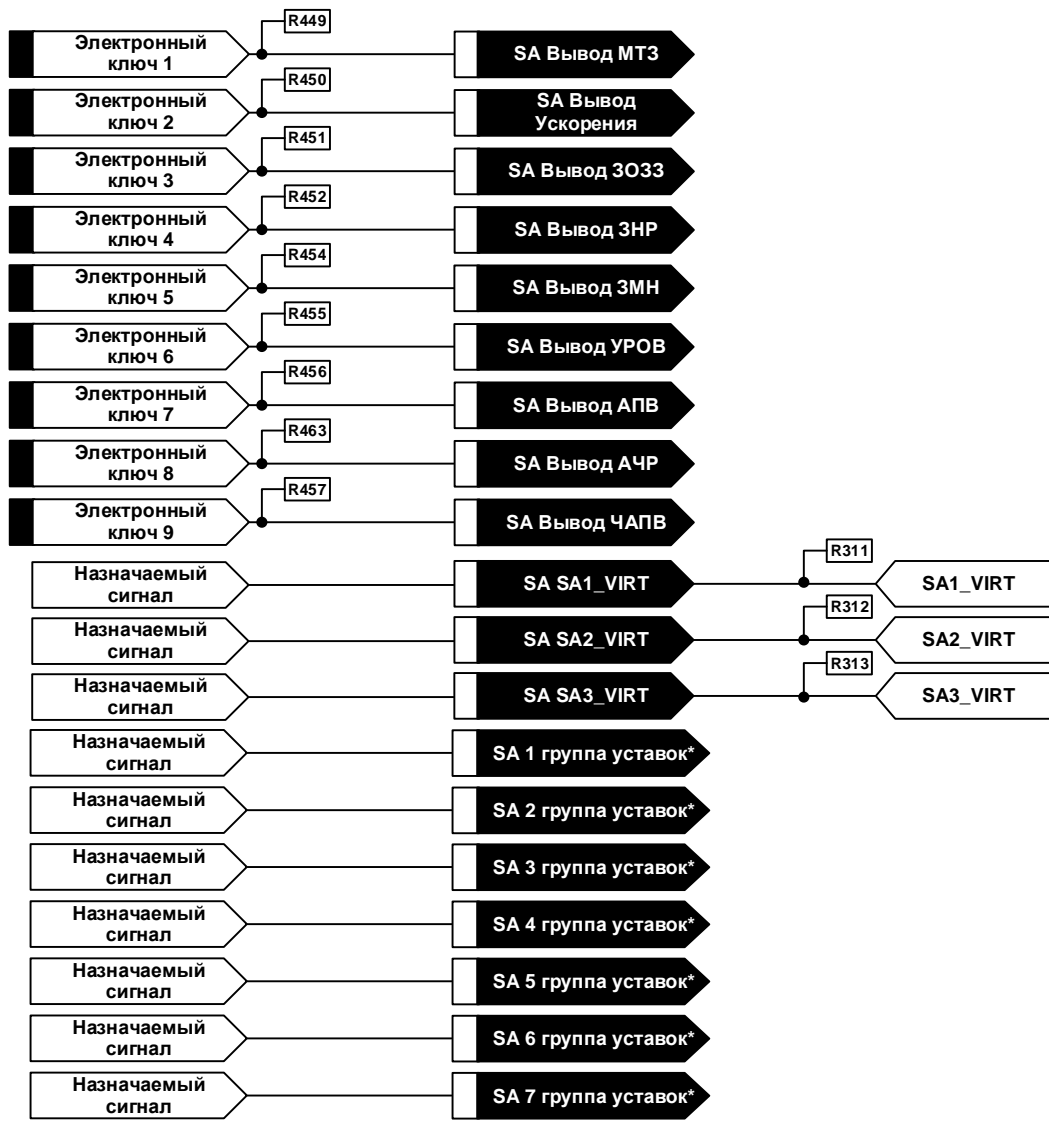 R449
Электронный
ключ 1
SA Вывод МТЗ
R450
Электронный
ключ 2
SA Вывод
Ускорения
R451
Электронный
ключ 3
SA Вывод ЗОЗЗ
R452
Электронный
ключ 4
SA Вывод ЗНР
R454
Электронный
ключ 5
SA Вывод ЗМН
R455
Электронный
ключ 6
SA Вывод УРОВ
R456
Электронный
ключ 7
SA Вывод АПВ
R463
Электронный
ключ 8
SA Вывод АЧР
R457
Электронный
ключ 9
SA Вывод ЧАПВ
R311
Назначаемый
сигнал
SA SA1_VIRT
SA1_VIRT
R312
Назначаемый
сигнал
SA SA2_VIRT
SA2_VIRT
R313
Назначаемый
сигнал
SA SA3_VIRT
SA3_VIRT
Назначаемый
сигнал
SA 1 группа уставок*
Назначаемый
сигнал
SA 2 группа уставок*
Назначаемый
сигнал
SA 3 группа уставок*
Назначаемый
сигнал
SA 4 группа уставок*
Назначаемый
сигнал
SA 5 группа уставок*
Назначаемый
сигнал
SA 6 группа уставок*
Назначаемый
сигнал
SA 7 группа уставок*